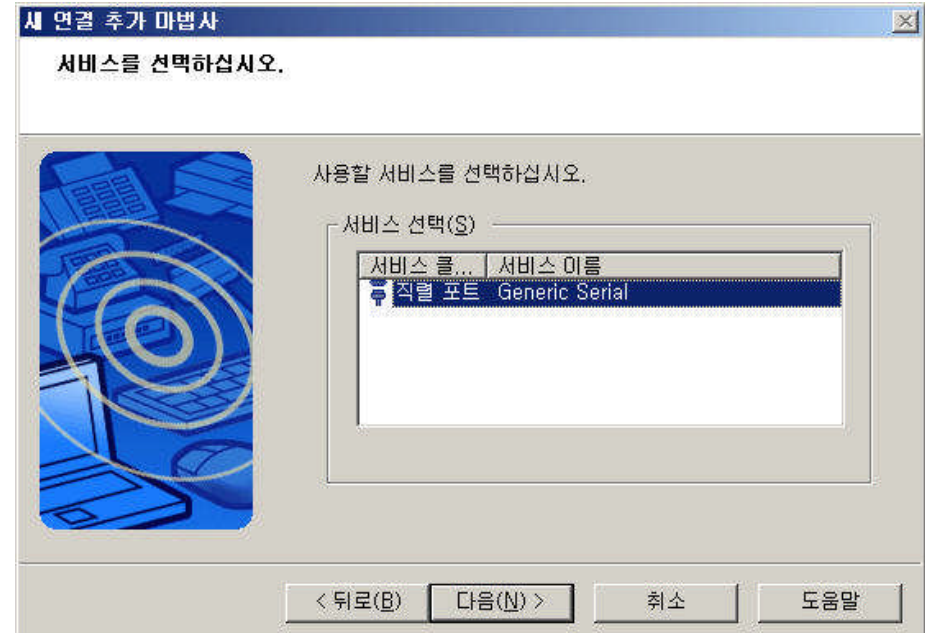 새 연결 추가 마법사
서비스를 선택하십시오.
사용할 서비스를 선택하십시오.
서비스 선택(S)
서비스 클... 서비스 이름
직렬 포트 Generic Serial
< 뒤로(B) 다음(N) > 취소 도움말